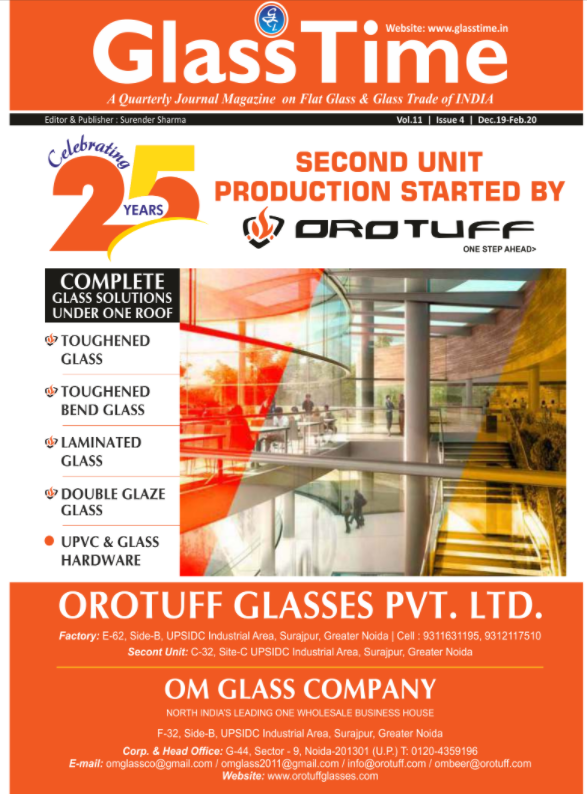 Website: www.glasstime.in
Glass Time
A Quarterly Journal Magazine on Flat Glass & Glass Trade of INDIA
Editor & Publisher : Surender Sharma
Vol.11 | Issue 4 | Dec.19-Feb.20
Celebrating
25
YEARS
SECOND UNIT
PRODUCTION STARTED BY
OROTUFF
ONE STEP AHEAD>
COMPLETE
GLASS SOLUTIONS
UNDER ONE ROOF
TOUGHENED
GLASS
TOUGHENED
BEND GLASS
LAMINATED
GLASS
DOUBLE GLAZE
GLASS
UPVC & GLASS
HARDWARE
OROTUFF GLASSES PVT. LTD.
Factory: E-62, Side-B, UPSIDC Industrial Area, Surajpur, Greater Noida | Cell : 9311631195, 9312117510
Secont Unit: C-32, Site-C UPSIDC Industrial Area, Surajpur, Greater Noida
OM GLASS COMPANY
NORTH INDIA'S LEADING ONE WHOLESALE BUSINESS HOUSE
F-32, Side-B, UPSIDC Industrial Area, Surajpur, Greater Noida
Corp. & Head Office: G-44, Sector - 9, Noida-201301 (U.P.) T: 0120-4359196
E-mail: omglassco@gmail.com / omglass2011@gmail.com / info@orotuff.com / ombeer@orotuff.com
Website: www.orotuffglasses.com